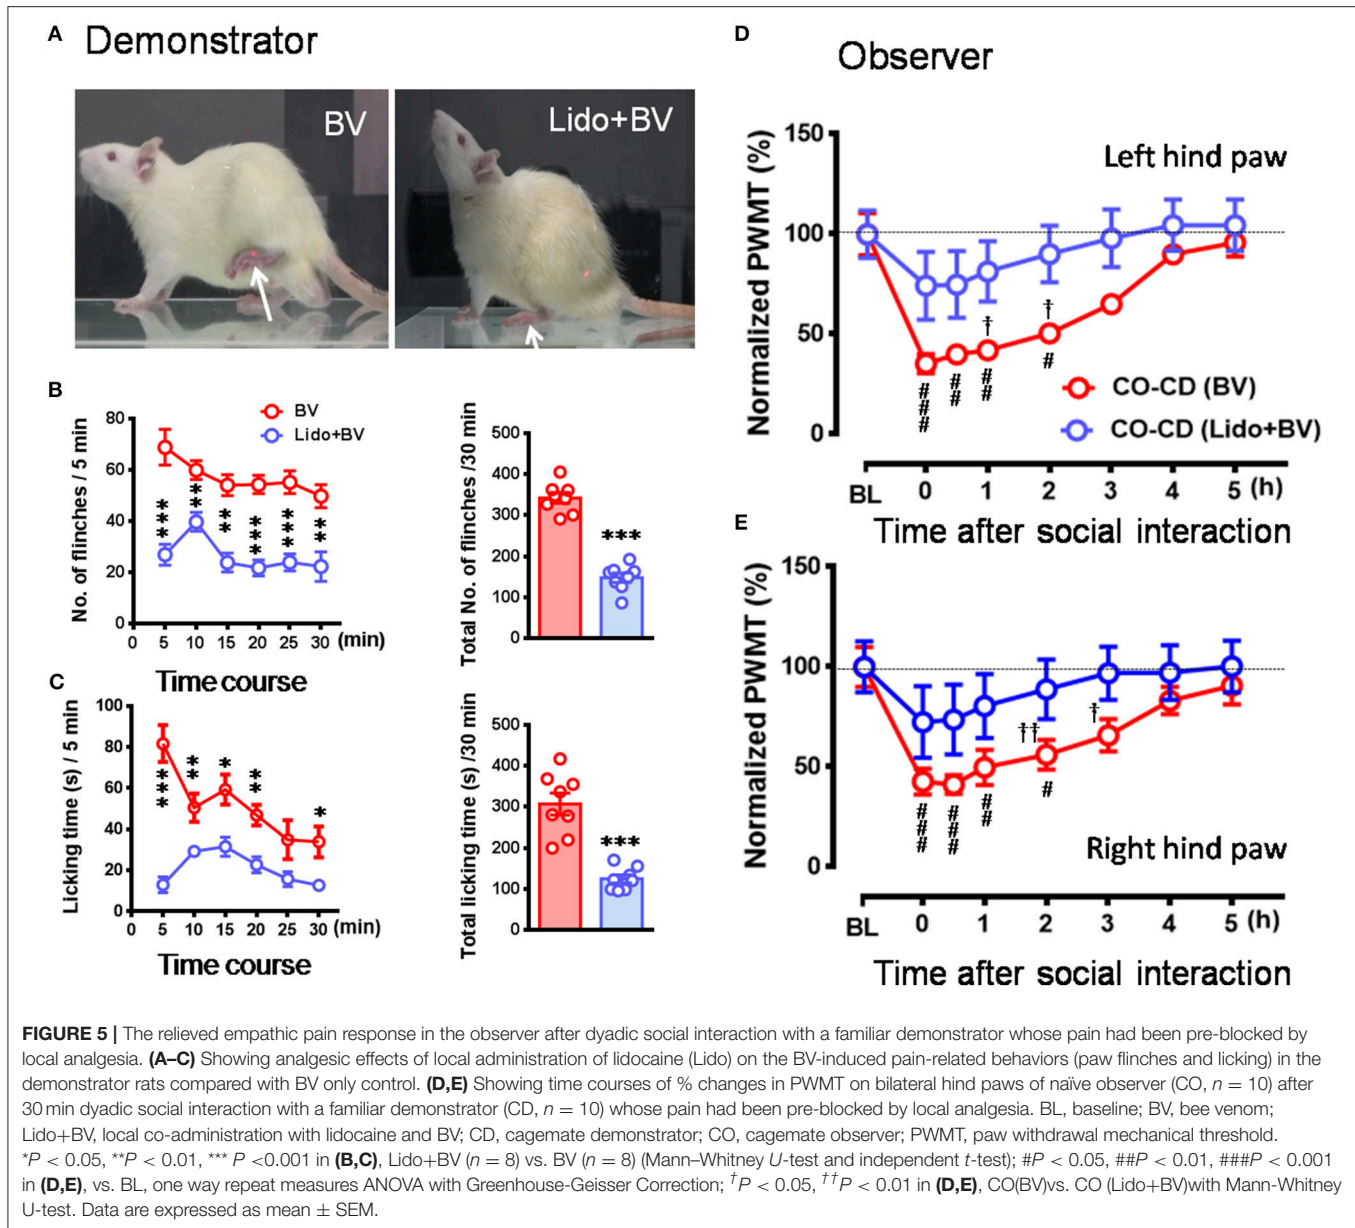 A Demonstrator
BV
Lido+BV
B
No. of flinches / 5 min
80
60
40
20
0
BV
Lido+BV
***
**
**
***
***
**
0 5 10 15 20 25 30 (min)
Time course
Total No. of flinches /30 min
500
400
300
200
100
0
***
C
Licking time (s) / 5 min
100
80
60
40
20
0
***
**
*
**
*
0 5 10 15 20 25 30 (min)
Time course
Total licking time (s) /30 min
500
400
300
200
100
0
***
D
Observer
Normalized PWMT (%)
150
100
50
0
Left hind paw
†
†
###
##
##
#
CO-CD (BV)
CO-CD (Lido+BV)
BL 0 1 2 3 4 5 (h)
Time after social interaction
E
Normalized PWMT (%)
150
100
50
0
††
†
###
###
##
#
Right hind paw
BL 0 1 2 3 4 5 (h)
Time after social interaction
FIGURE 5 | The relieved empathic pain response in the observer after dyadic social interaction with a familiar demonstrator whose pain had been pre-blocked by
local analgesia. (A–C) Showing analgesic effects of local administration of lidocaine (Lido) on the BV-induced pain-related behaviors (paw flinches and licking) in the
demonstrator rats compared with BV only control. (D,E) Showing time courses of % changes in PWMT on bilateral hind paws of naïve observer (CO, n = 10) after
30 min dyadic social interaction with a familiar demonstrator (CD, n = 10) whose pain had been pre-blocked by local analgesia. BL, baseline; BV, bee venom;
Lido+BV, local co-administration with lidocaine and BV; CD, cagemate demonstrator; CO, cagemate observer; PWMT, paw withdrawal mechanical threshold.
*P < 0.05, **P < 0.01, *** P <0.001 in (B,C), Lido+BV (n = 8) vs. BV (n = 8) (Mann–Whitney U-test and independent t-test); #P < 0.05, ##P < 0.01, ###P < 0.001
in (D,E), vs. BL, one way repeat measures ANOVA with Greenhouse-Geisser Correction; †P < 0.05, ††P < 0.01 in (D,E), CO(BV)vs. CO (Lido+BV)with Mann-Whitney
U-test. Data are expressed as mean ± SEM.